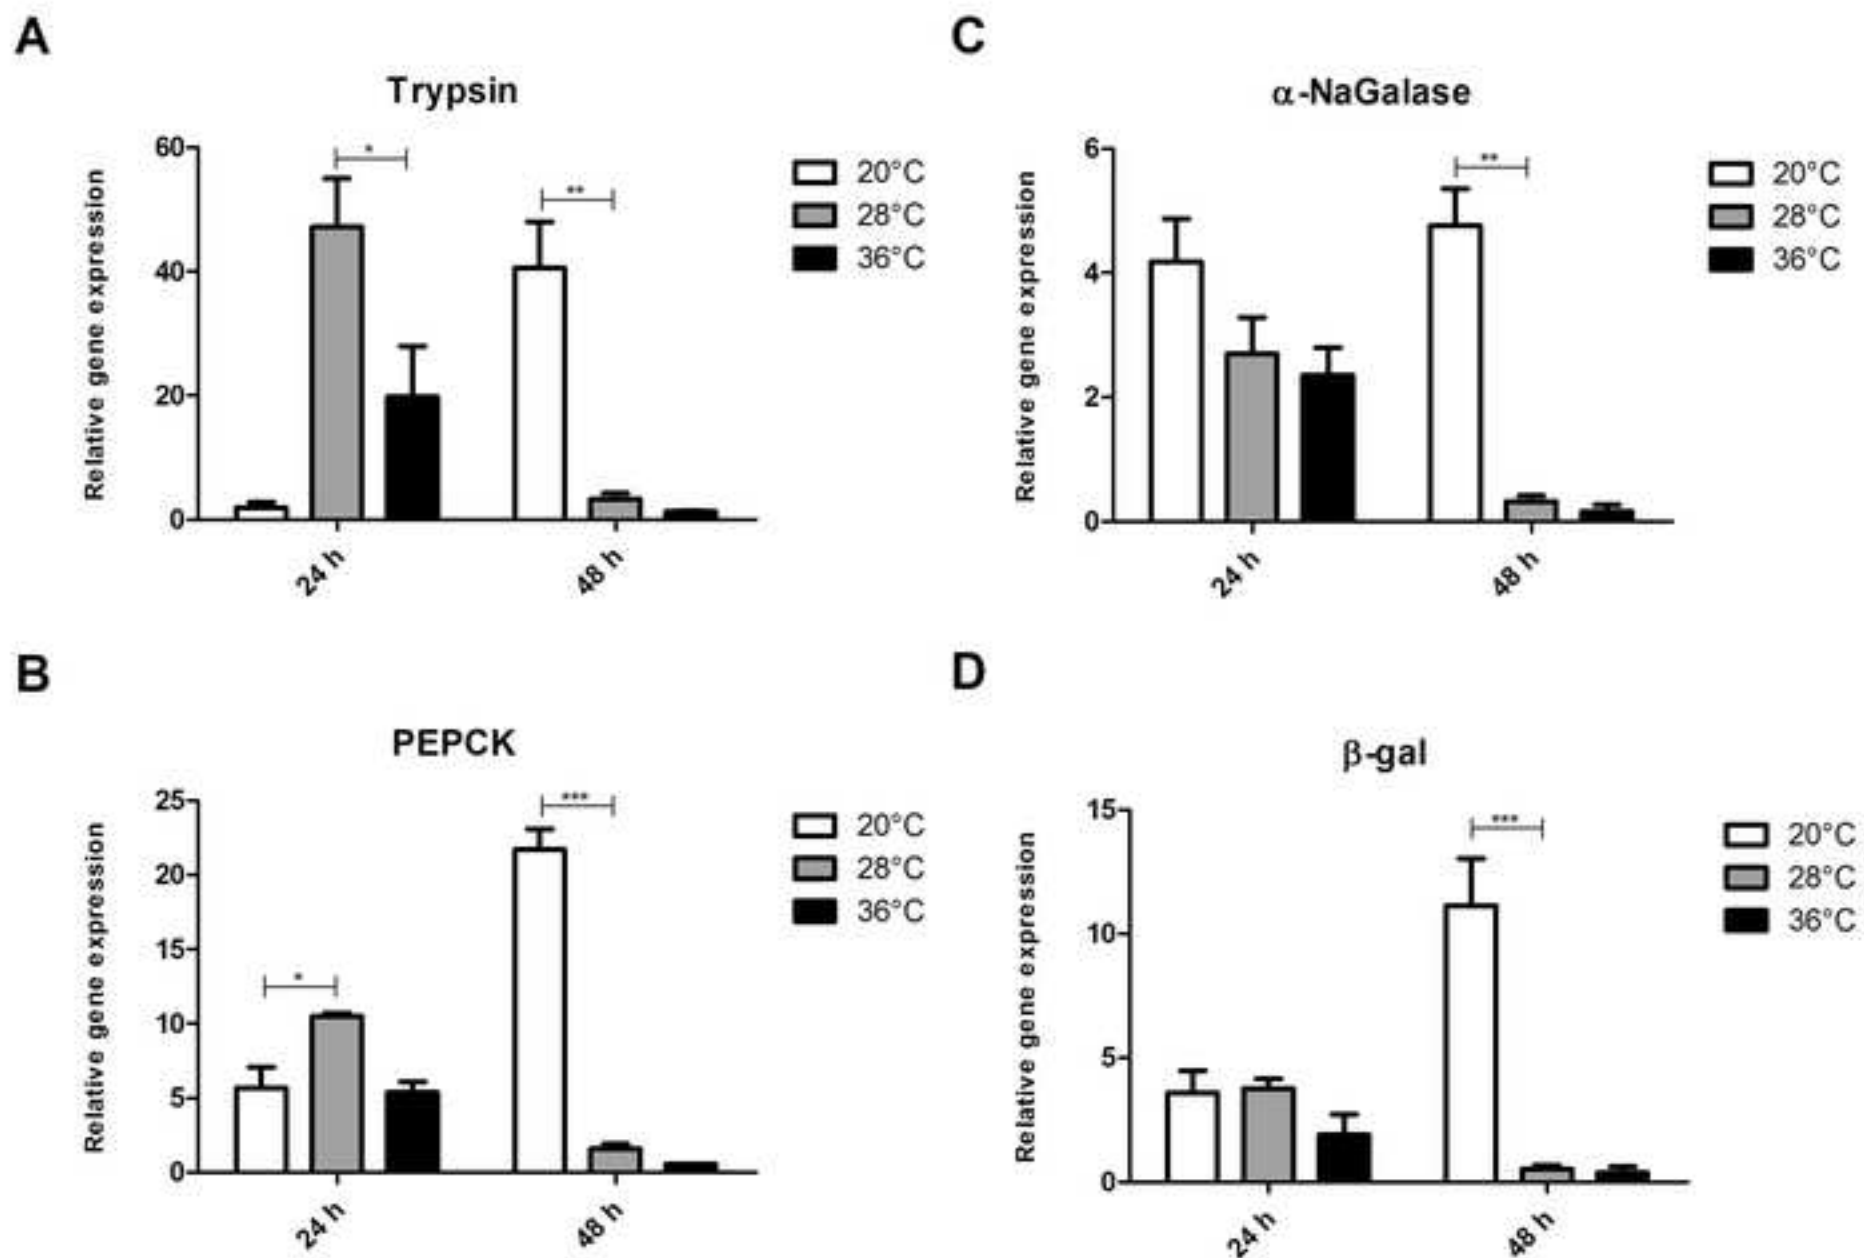 A
Trypsin
Relative gene expression
60
40
20
0
*
**
24 h
48 h
20°C
28°C
36°C
C
α-NaGalase
Relative gene expression
6
4
2
0
**
24 h
48 h
20°C
28°C
36°C
B
PEPCK
Relative gene expression
25
20
15
10
5
0
*
***
24 h
48 h
20°C
28°C
36°C
D
β-gal
Relative gene expression
15
10
5
0
***
24 h
48 h
20°C
28°C
36°C